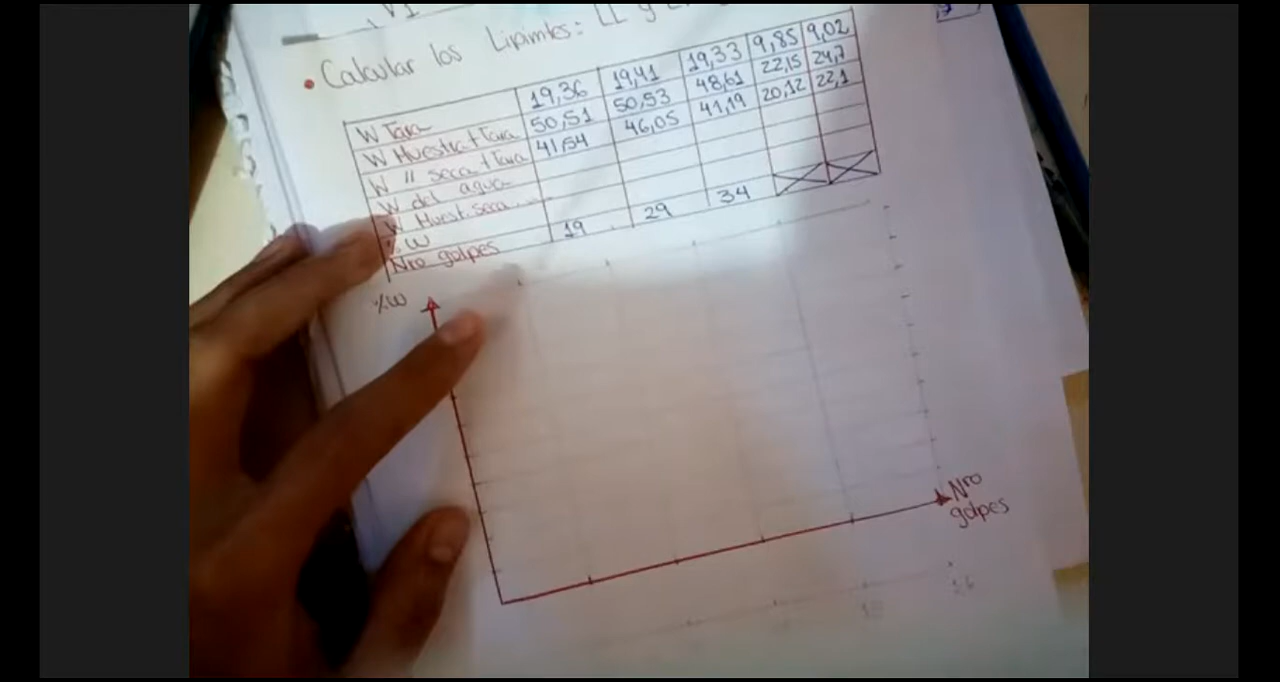 • Calcular los Lipimtes: LL y
W Tara 19,36 19,41 19,33 9,85 9,02
W Muestra + Tara 50,51 50,53 48,61 22,15 24,7
W " seca + Tara 41,54 46,05 41,19 20,12 22,1
W del agua
W Muest. seca
% W
Nro golpes 19 29 34
%W
Nro
golpes